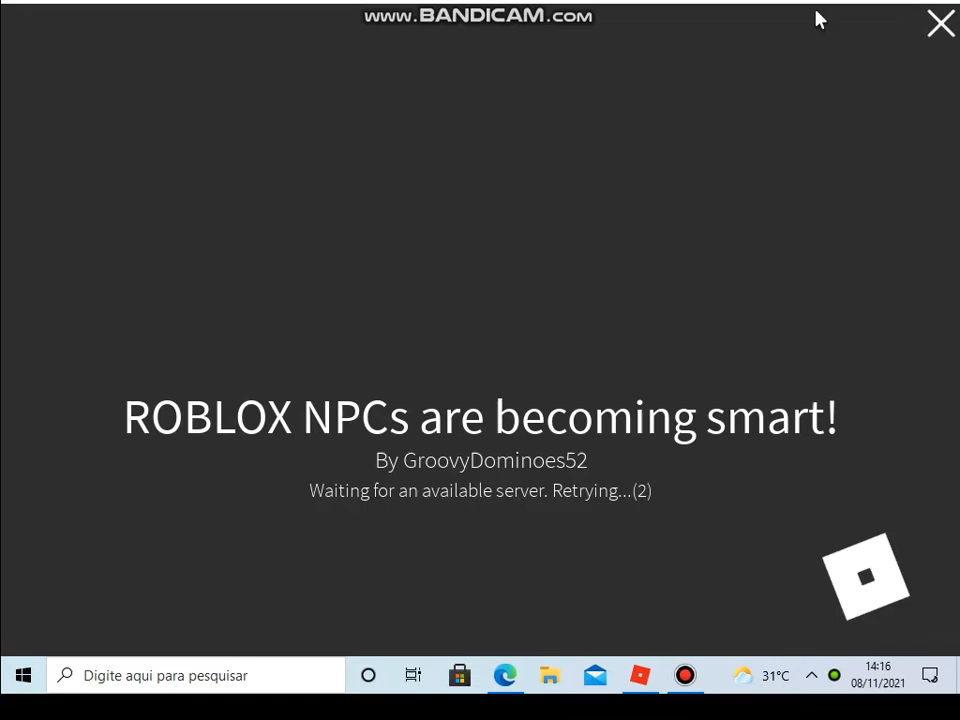 www.BANDICAM.com
ROBLOX NPCs are becoming smart!
By GroovyDominoes52
Waiting for an available server. Retrying...(2)
Digite aqui para pesquisar
31°C
14:16
08/11/2021